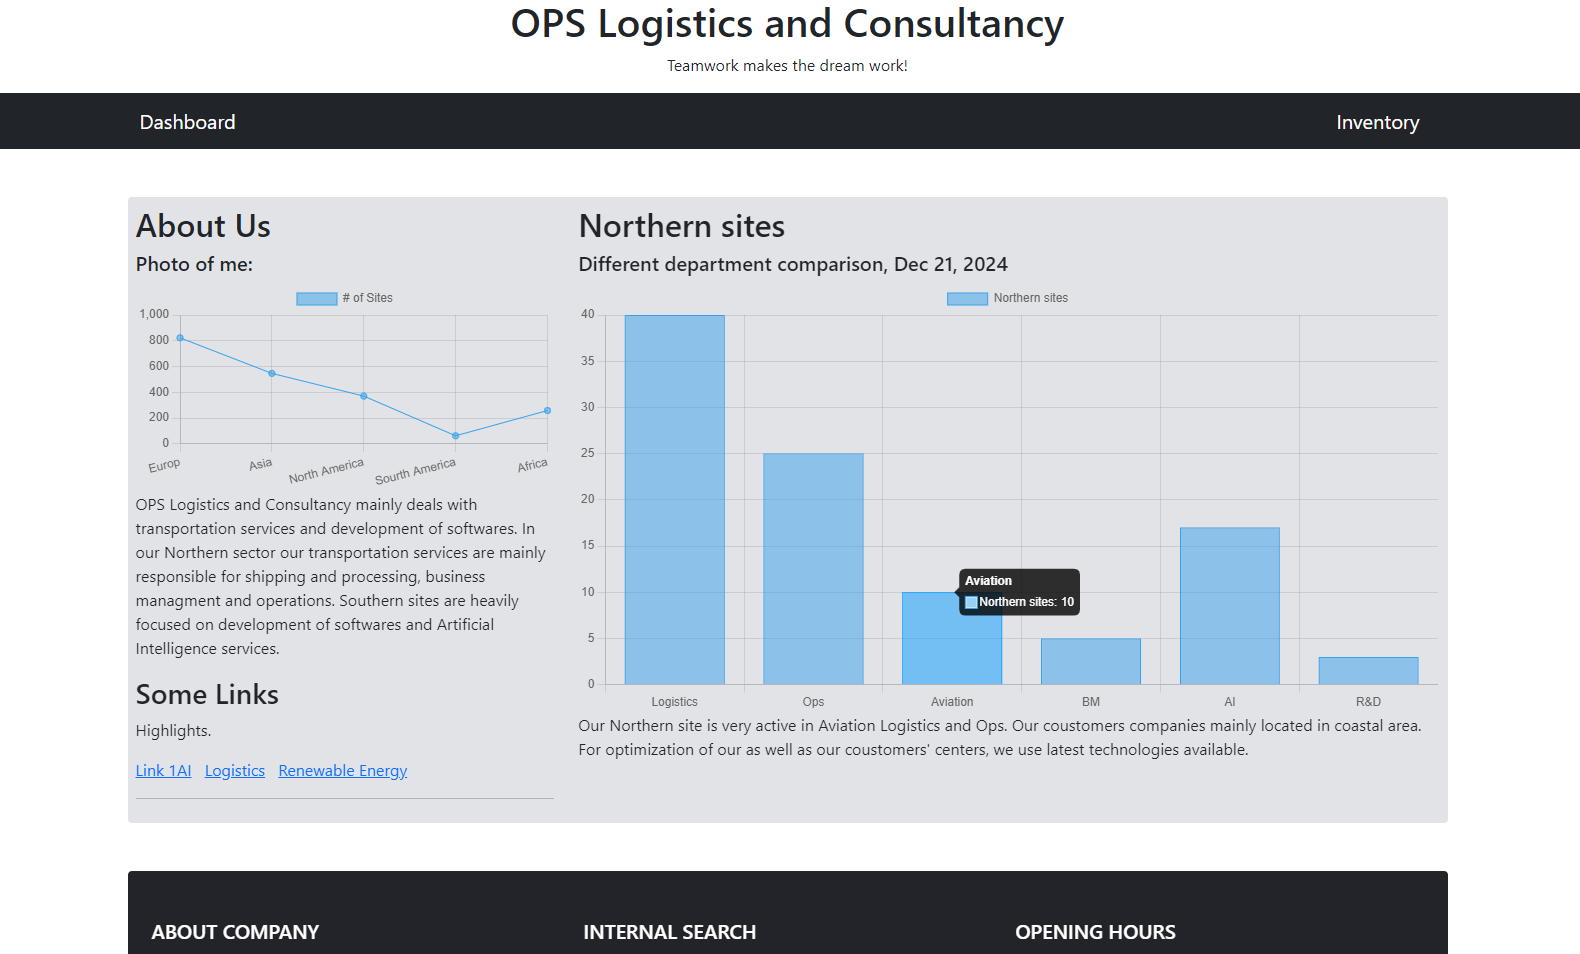 OPS Logistics and Consultancy
Teamwork makes the dream work!
Dashboard
Inventory
About Us
Photo of me:
# of Sites
1,000
800
600
400
200
0
Europ
Asia
North America
Sourth America
Africa
OPS Logistics and Consultancy mainly deals with
transportation services and development of softwares. In
our Northern sector our transportation services are mainly
responsible for shipping and processing, business
managment and operations. Southern sites are heavily
focused on development of softwares and Artificial
Intelligence services.
Some Links
Highlights.
Link 1AI Logistics Renewable Energy
Northern sites
Different department comparison, Dec 21, 2024
Northern sites
40
35
30
25
20
15
10
5
0
Aviation
Northern sites: 10
Logistics
Ops
Aviation
BM
AI
R&D
Our Northern site is very active in Aviation Logistics and Ops. Our coustomers companies mainly located in coastal area.
For optimization of our as well as our coustomers' centers, we use latest technologies available.
ABOUT COMPANY
INTERNAL SEARCH
OPENING HOURS